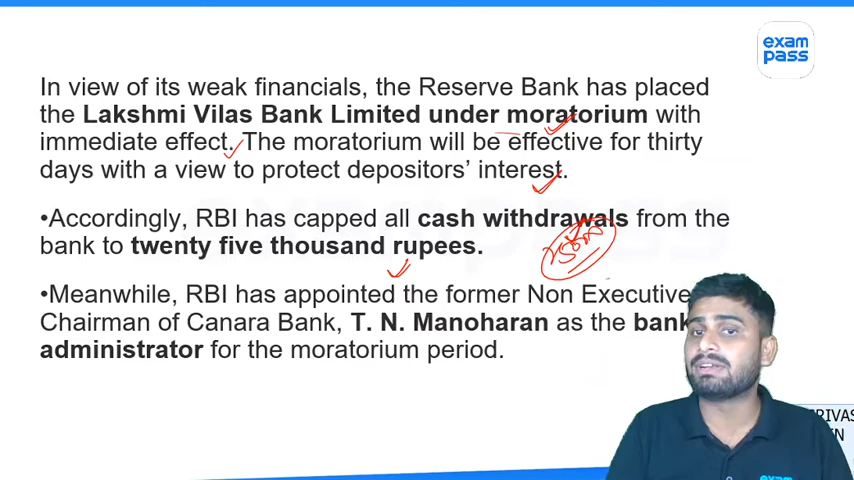 exam
pass
In view of its weak financials, the Reserve Bank has placed
the Lakshmi Vilas Bank Limited under moratorium with
immediate effect. The moratorium will be effective for thirty
days with a view to protect depositors' interest.
•Accordingly, RBI has capped all cash withdrawals from the
bank to twenty five thousand rupees.
25000
•Meanwhile, RBI has appointed the former Non Executive
Chairman of Canara Bank, T. N. Manoharan as the bank
administrator for the moratorium period.
exam